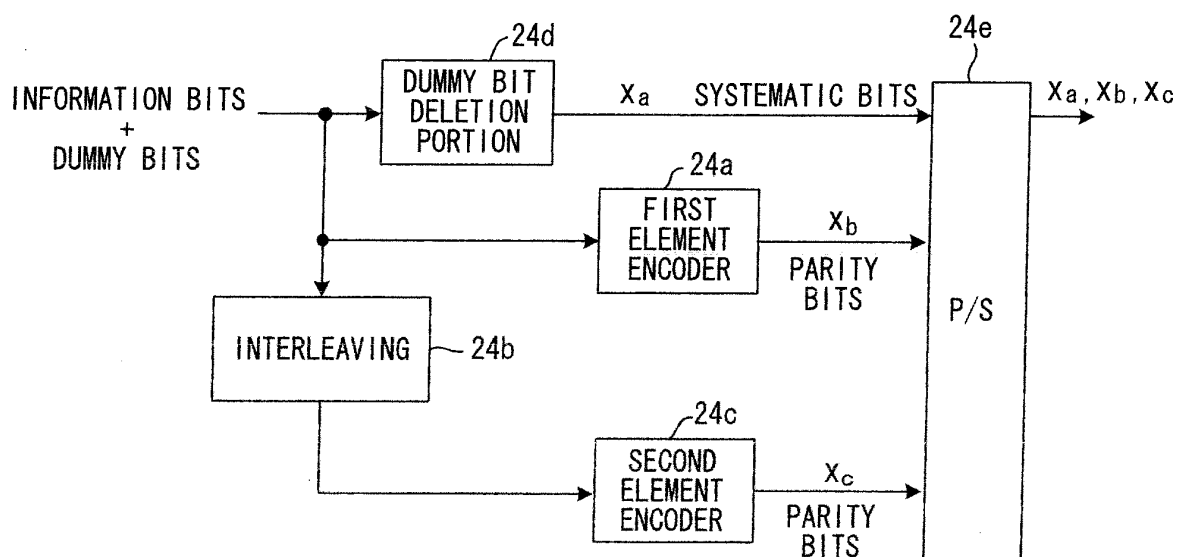 24d
24e
INFORMATION BITS
+
DUMMY BITS
DUMMY BIT
DELETION
PORTION
Xa SYSTEMATIC BITS
Xa, Xb, Xc
24a
FIRST
ELEMENT
ENCODER
Xb
PARITY
BITS
INTERLEAVING
24b
P/S
24c
SECOND
ELEMENT
ENCODER
Xc
PARITY
BITS